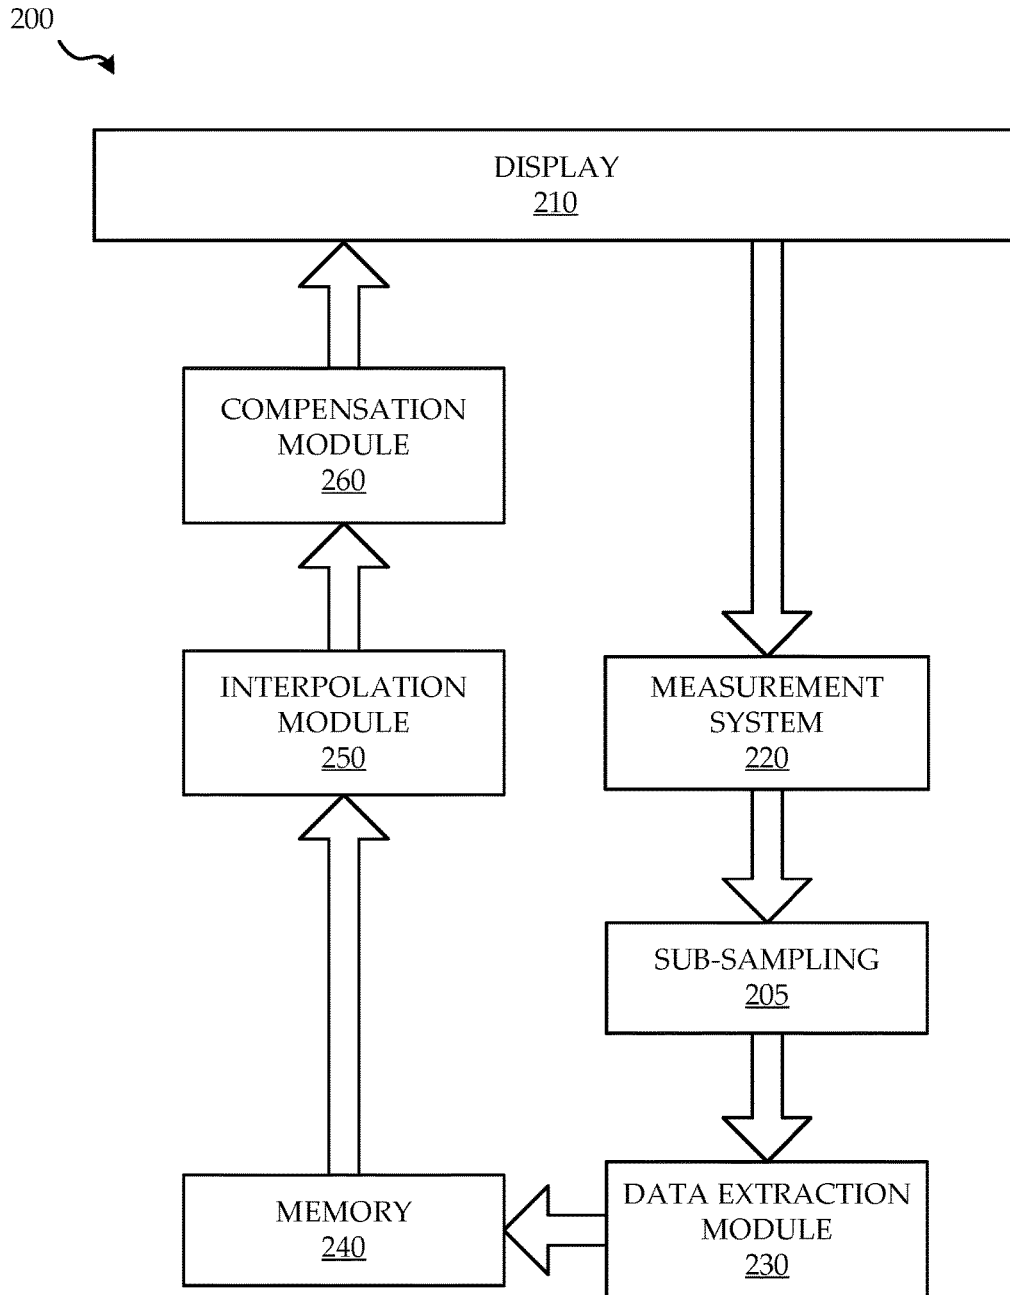 200
DISPLAY
210
COMPENSATION
MODULE
260
INTERPOLATION
MODULE
250
MEASUREMENT
SYSTEM
220
SUB-SAMPLING
205
MEMORY
240
DATA EXTRACTION
MODULE
230